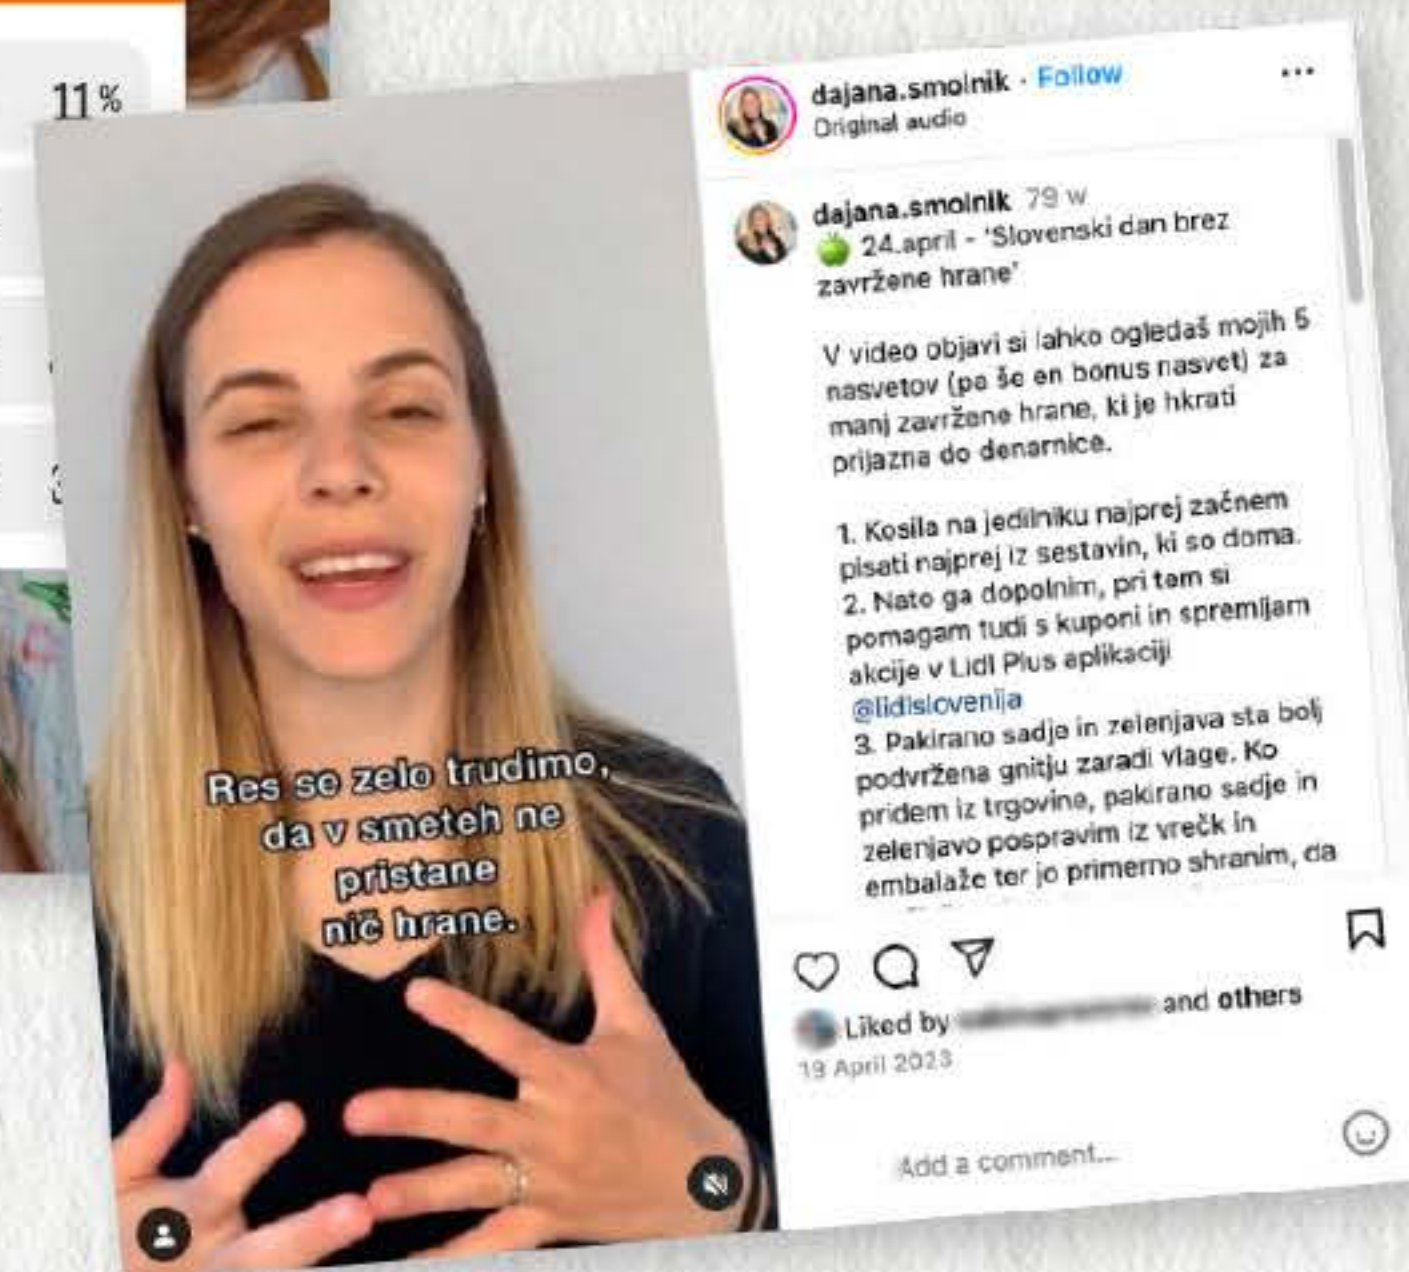 11%
dajana.smolnik · Follow
Original audio
dajana.smolnik 79 w
24.april - 'Slovenski dan brez
zavržene hrane'
V video objavi si lahko ogledaš mojih 5
nasvetov (pa še en bonus nasvet) za
manj zavržene hrane, ki je hkrati
prijazna do denarnice.
1. Kosila na jedilniku najprej začnem
pisati najprej iz sestavin, ki so doma.
2. Nato ga dopolnim, pri tem si
pomagam tudi s kuponi in spremljam
akcije v Lidl Plus aplikaciji
@lidlslovenija
3. Pakirano sadje in zelenjava sta bolj
podvržena gnitju zaradi vlage. Ko
pridem iz trgovine, pakirano sadje in
zelenjavo pospravim iz vrečk in
embalaže ter jo primerno shranim, da
Res se zelo trudimo,
da v smeteh ne
pristane
nič hrane.
Liked by and others
19 April 2023
Add a comment...